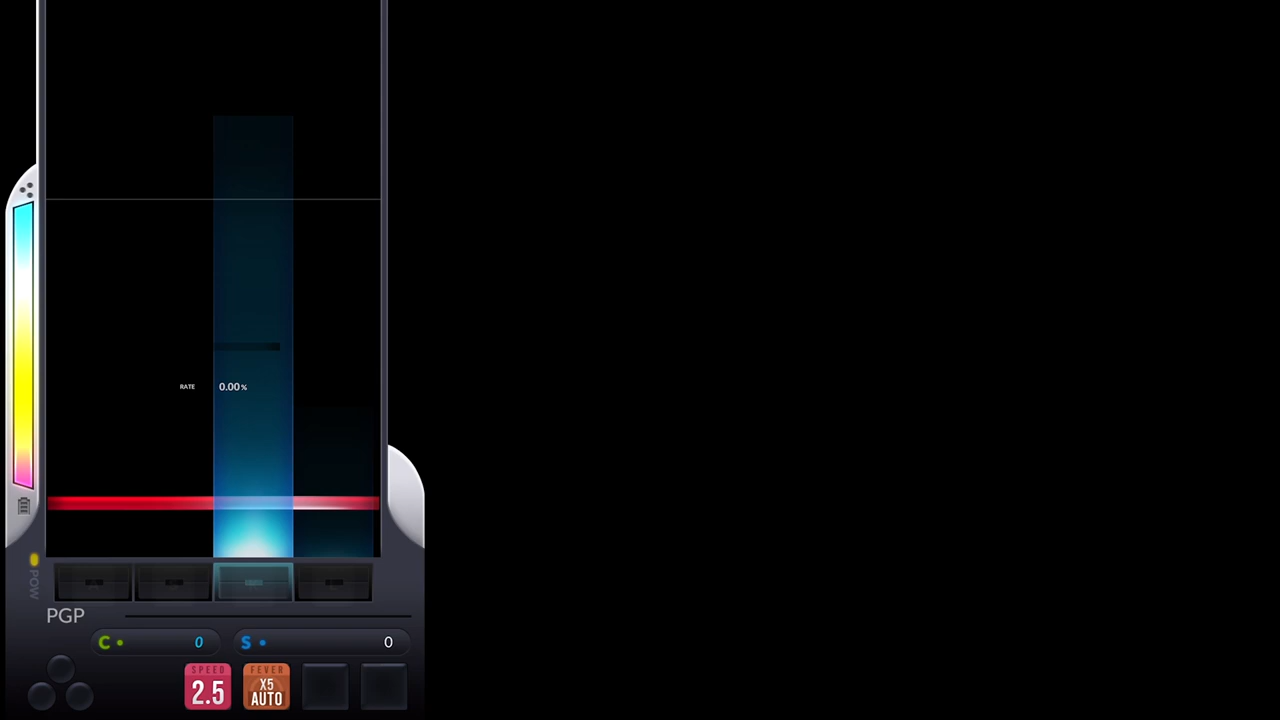 RATE 0.00%
POW
PGP
C 0 S 0
SPEED FEVER
2.5 X5
AUTO